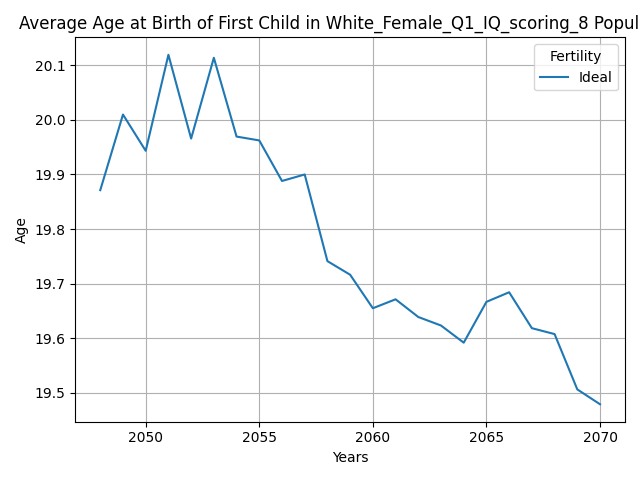 Average Age at Birth of First Child in White_Female_Q1_IQ_scoring_8 Popul
Fertility
Ideal
20.1
20.0
19.9
19.8
19.7
19.6
19.5
Age
2050 2055 2060 2065 2070
Years